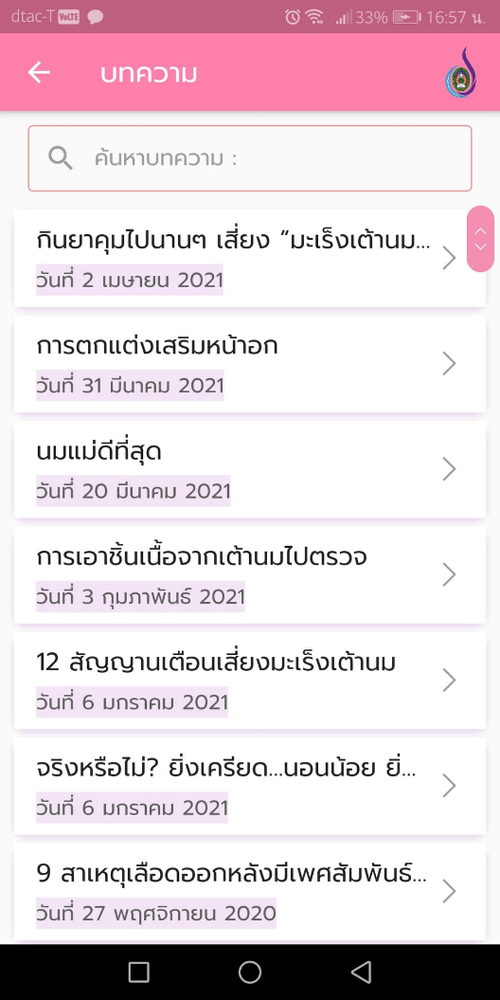 dtac-T VoLTE 33% 16:57 น.
บทความ
ค้นหาบทความ :
กินยาคุมไปนานๆ เสี่ยง “มะเร็งเต้านม...
วันที่ 2 เมษายน 2021
การตกแต่งเสริมหน้าอก
วันที่ 31 มีนาคม 2021
นมแม่ดีที่สุด
วันที่ 20 มีนาคม 2021
การเอาชิ้นเนื้อจากเต้านมไปตรวจ
วันที่ 3 กุมภาพันธ์ 2021
12 สัญญานเตือนเสี่ยงมะเร็งเต้านม
วันที่ 6 มกราคม 2021
จริงหรือไม่? ยิ่งเครียด...นอนน้อย ยิ่...
วันที่ 6 มกราคม 2021
9 สาเหตุเลือดออกหลังมีเพศสัมพันธ์...
วันที่ 27 พฤศจิกายน 2020